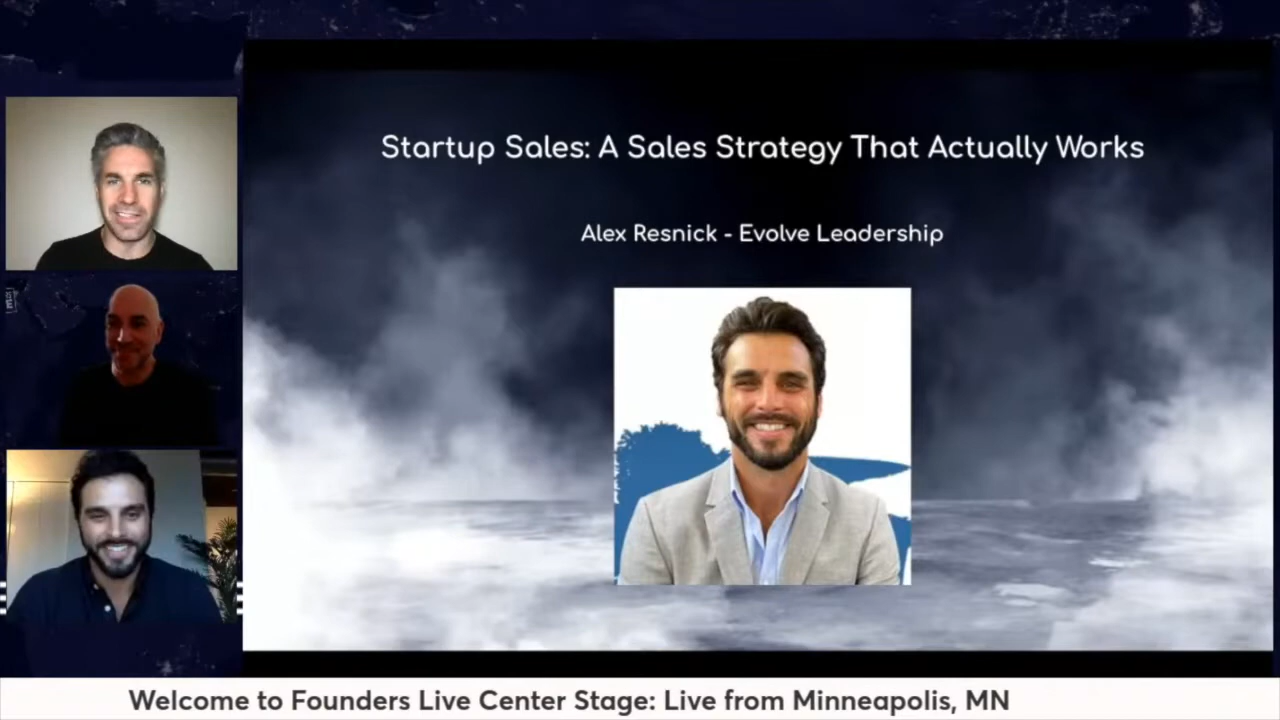 Startup Sales: A Sales Strategy That Actually Works
Alex Resnick - Evolve Leadership
Welcome to Founders Live Center Stage: Live from Minneapolis, MN